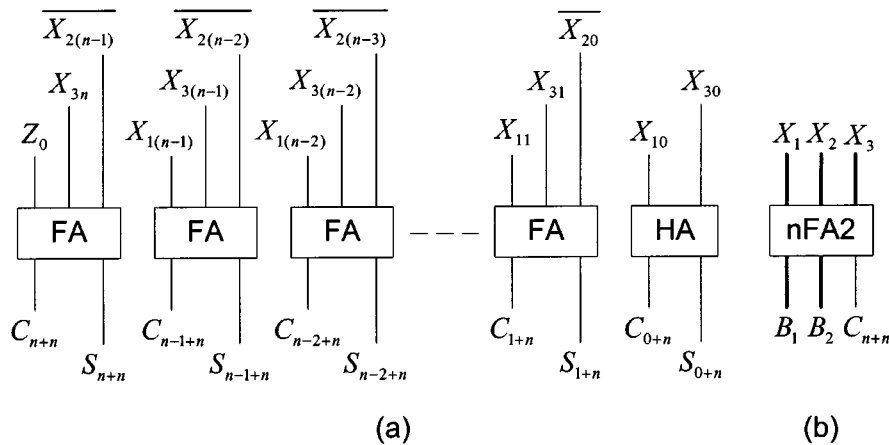 X̅₂₍ₙ₋₁₎ X̅₂₍ₙ₋₂₎ X̅₂₍ₙ₋₃₎ X̅₂₀
X₃ₙ X₃₍ₙ₋₁₎ X₃₍ₙ₋₂₎ X₃₁ X₃₀
Z₀ X₁₍ₙ₋₁₎ X₁₍ₙ₋₂₎ X₁₁ X₁₀ X₁ X₂ X₃
FA FA FA FA HA nFA2
Cₙ₊ₙ Cₙ₋₁₊ₙ Cₙ₋₂₊ₙ C₁₊ₙ C₀₊ₙ B₁ B₂ Cₙ₊ₙ
Sₙ₊ₙ Sₙ₋₁₊ₙ Sₙ₋₂₊ₙ S₁₊ₙ S₀₊ₙ
(a) (b)